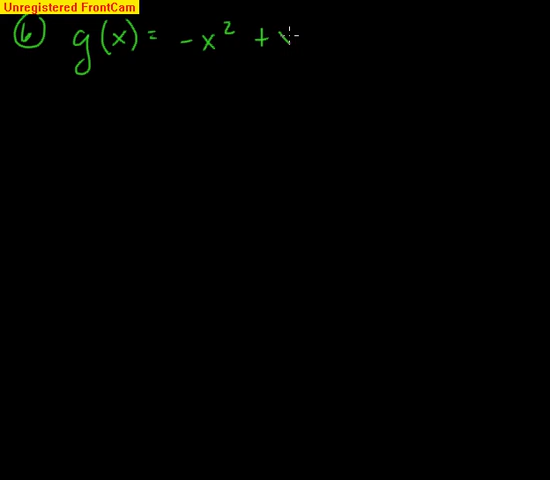 Unregistered FrontCam
⑥ g(x) = -x² +